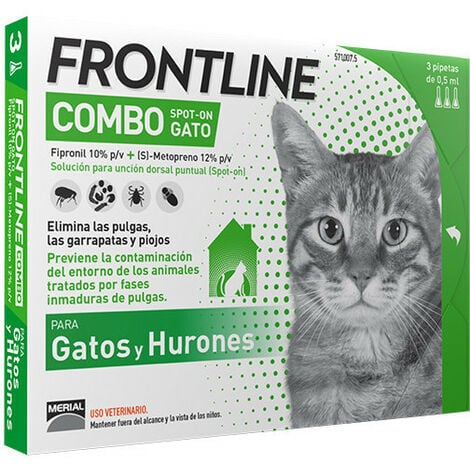 FRONTLINE
571007.5
3 pipetas
de 0,5 ml
COMBO SPOT-ON GATO
Fipronil 10% p/v + (S)-Metopreno 12% p/v
Solución para unción dorsal puntual (Spot-on)
Elimina las pulgas,
las garrapatas y piojos
Previene la contaminación
del entorno de los animales
tratados por fases
inmaduras de pulgas.
PARA
Gatos y Hurones
MERIAL
USO VETERINARIO.
Mantener fuera del alcance y la vista de los niños.
3
FRONTLINE COMBO
Fipronil 10% p/v + (S)-Metopreno 12% p/v
PARA
Gatos
y Hurones